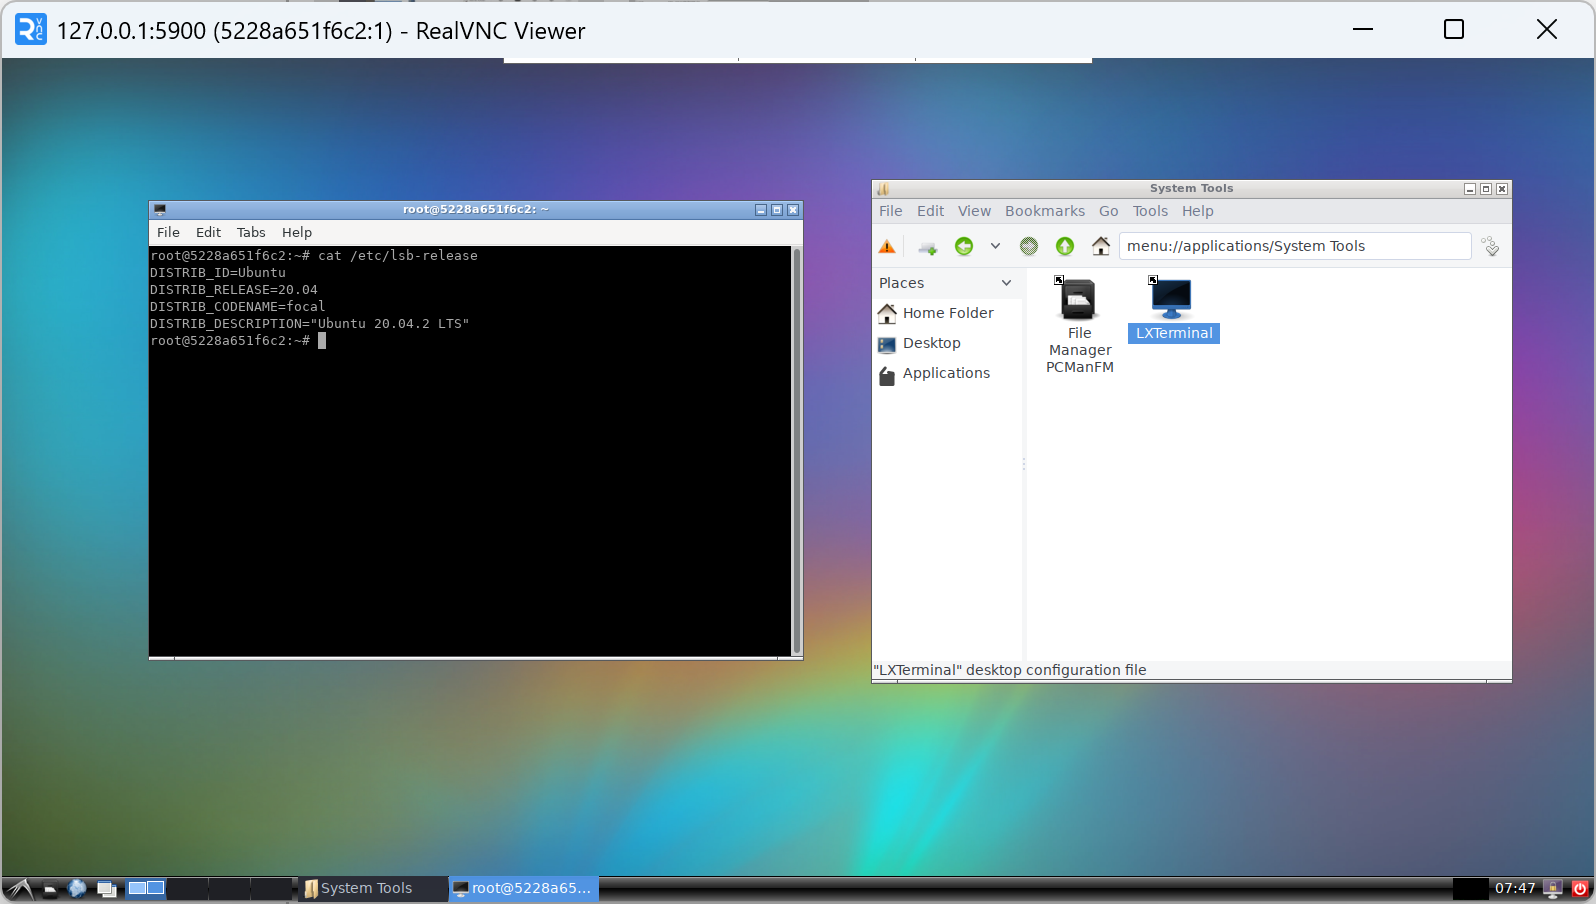 127.0.0.1:5900 (5228a651f6c2:1) - RealVNC Viewer
root@5228a651f6c2: ~
File Edit Tabs Help
root@5228a651f6c2:~# cat /etc/lsb-release
DISTRIB_ID=Ubuntu
DISTRIB_RELEASE=20.04
DISTRIB_CODENAME=focal
DISTRIB_DESCRIPTION="Ubuntu 20.04.2 LTS"
root@5228a651f6c2:~#
System Tools
File Edit View Bookmarks Go Tools Help
menu://applications/System Tools
Places
Home Folder
Desktop
Applications
File
Manager
PCManFM
LXTerminal
"LXTerminal" desktop configuration file
System Tools
root@5228a65...
07:47